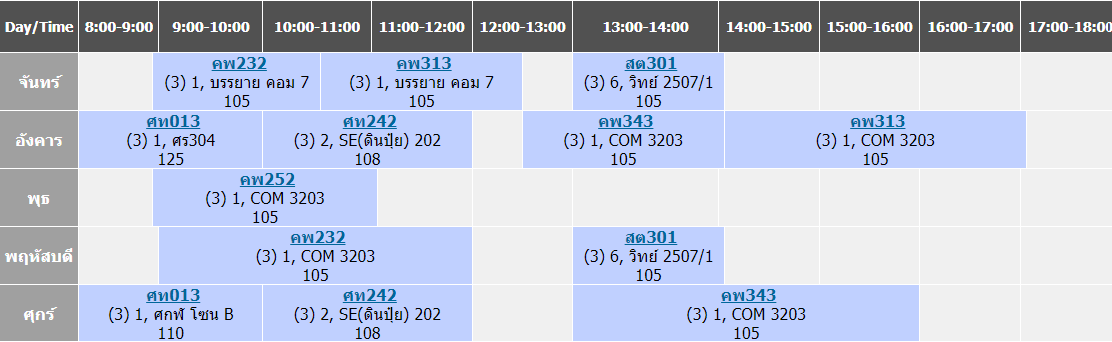 Day/Time 8:00-9:00 9:00-10:00 10:00-11:00 11:00-12:00 12:00-13:00 13:00-14:00 14:00-15:00 15:00-16:00 16:00-17:00 17:00-18:00
จันทร์
คพ232
(3) 1, บรรยาย คอม 7
105
คพ313
(3) 1, บรรยาย คอม 7
105
สต301
(3) 6, วิทย์ 2507/1
105
อังคาร
ศท013
(3) 1, ศร304
125
ศท242
(3) 2, SE(ดินปุ๋ย) 202
108
คพ343
(3) 1, COM 3203
105
คพ313
(3) 1, COM 3203
105
พุธ
คพ252
(3) 1, COM 3203
105
พฤหัสบดี
คพ232
(3) 1, COM 3203
105
สต301
(3) 6, วิทย์ 2507/1
105
ศุกร์
ศท013
(3) 1, ศกฬ โซน B
110
ศท242
(3) 2, SE(ดินปุ๋ย) 202
108
คพ343
(3) 1, COM 3203
105